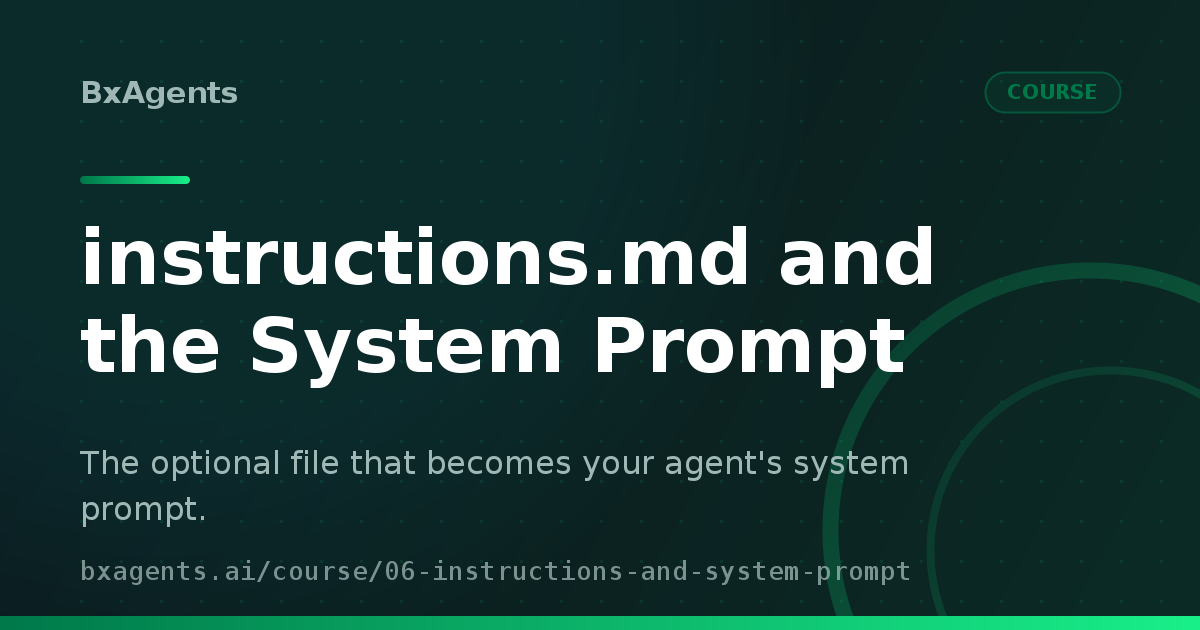 BxAgents
COURSE
instructions.md and
the System Prompt
The optional file that becomes your agent's system
prompt.
bxagents.ai/course/06-instructions-and-system-prompt